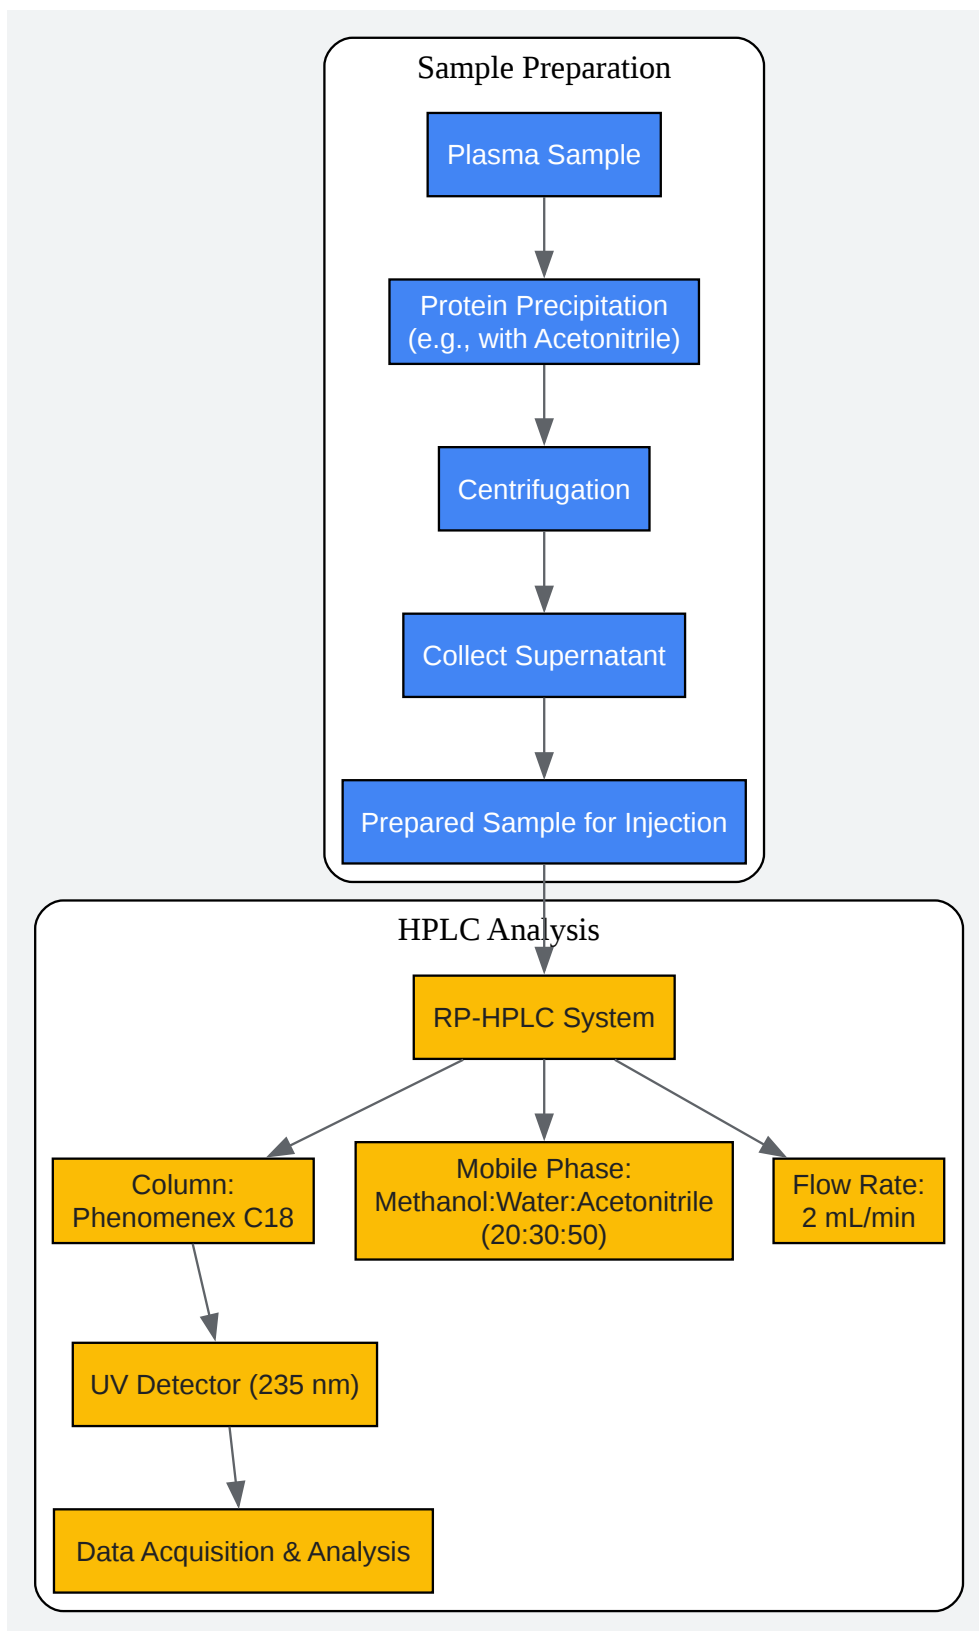 Sample Preparation
Plasma Sample
Protein Precipitation
(e.g., with Acetonitrile)
Centrifugation
Collect Supernatant
Prepared Sample for Injection
HPLC Analysis
RP-HPLC System
Column:
Phenomenex C18
Mobile Phase:
Methanol:Water:Acetonitrile
(20:30:50)
Flow Rate:
2 mL/min
UV Detector (235 nm)
Data Acquisition & Analysis